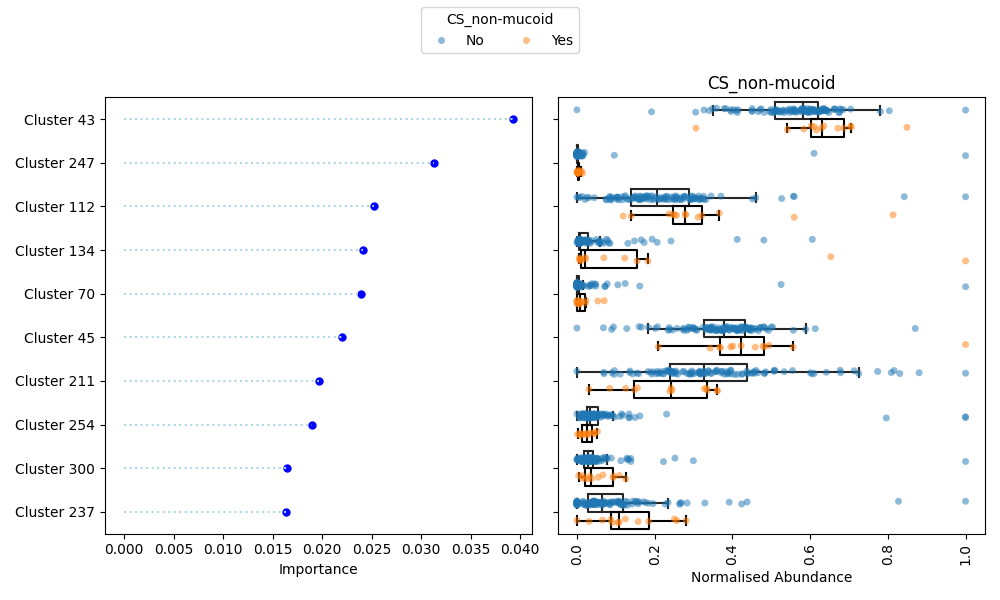 CS_non-mucoid
No Yes
CS_non-mucoid
Cluster 43
Cluster 247
Cluster 112
Cluster 134
Cluster 70
Cluster 45
Cluster 211
Cluster 254
Cluster 300
Cluster 237
0.000 0.005 0.010 0.015 0.020 0.025 0.030 0.035 0.040
Importance
0.0 0.2 0.4 0.6 0.8 1.0
Normalised Abundance